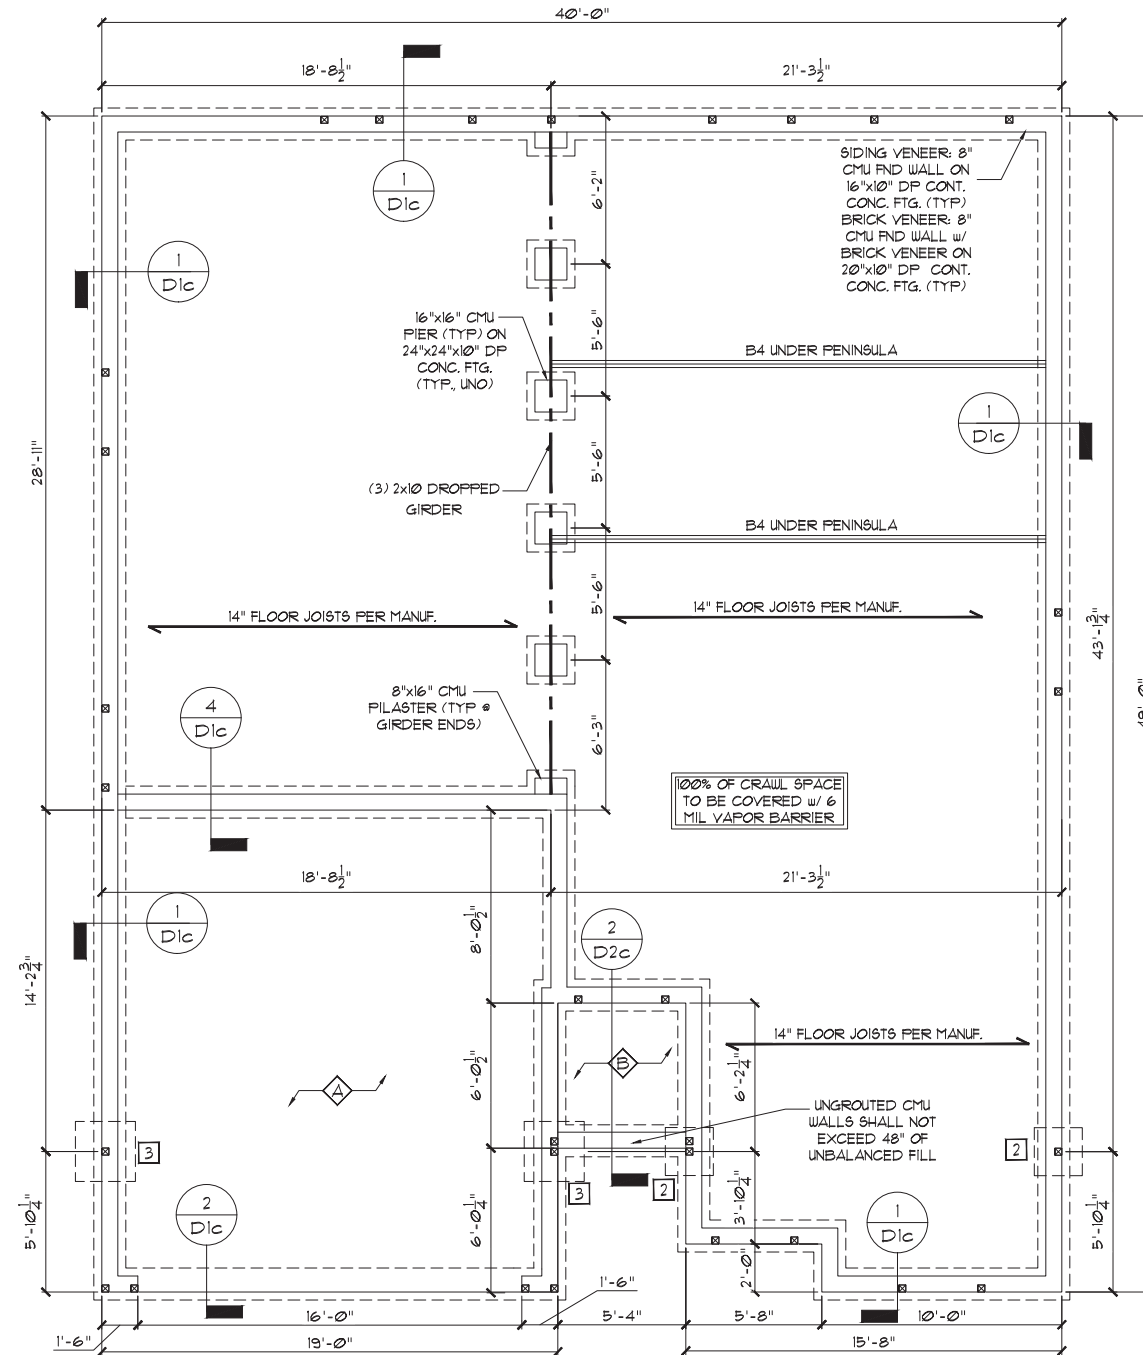 40'-0"
18'-8 1/2"
21'-3 1/2"
SIDING VENEER: 8"
CMU FND WALL ON
16"x10" DP CONT.
CONC. FTG. (TYP)
BRICK VENEER: 8"
CMU FND WALL w/
BRICK VENEER ON
20"x10" DP CONT.
CONC. FTG. (TYP)
1
D1c
6'-2"
1
D1c
16"x16" CMU
PIER (TYP) ON
24"x24"x10" DP
CONC. FTG.
(TYP., UNO)
5'-6"
B4 UNDER PENINSULA
1
D1c
28'-11"
5'-6"
(3) 2x10 DROPPED
GIRDER
B4 UNDER PENINSULA
14" FLOOR JOISTS PER MANUF.
5'-6"
14" FLOOR JOISTS PER MANUF.
43'-1 3/4"
4
D1c
8"x16" CMU
PILASTER (TYP @
GIRDER ENDS)
6'-3"
100% OF CRAWL SPACE
TO BE COVERED w/ 6
MIL VAPOR BARRIER
18'-8 1/2"
21'-3 1/2"
1
D1c
8'-0 1/2"
2
D2c
14'-2 3/4"
14" FLOOR JOISTS PER MANUF.
A
6'-0 1/2"
B
6'-2 1/4"
UNGROUTED CMU
WALLS SHALL NOT
EXCEED 48" OF
UNBALANCED FILL
3
2
3
2
2
D1c
5'-10 1/4"
6'-0 1/4"
3'-10 1/4"
1
D1c
5'-10 1/4"
2'-0"
1'-6"
16'-0"
1'-6"
5'-4"
5'-8"
10'-0"
19'-0"
15'-8"